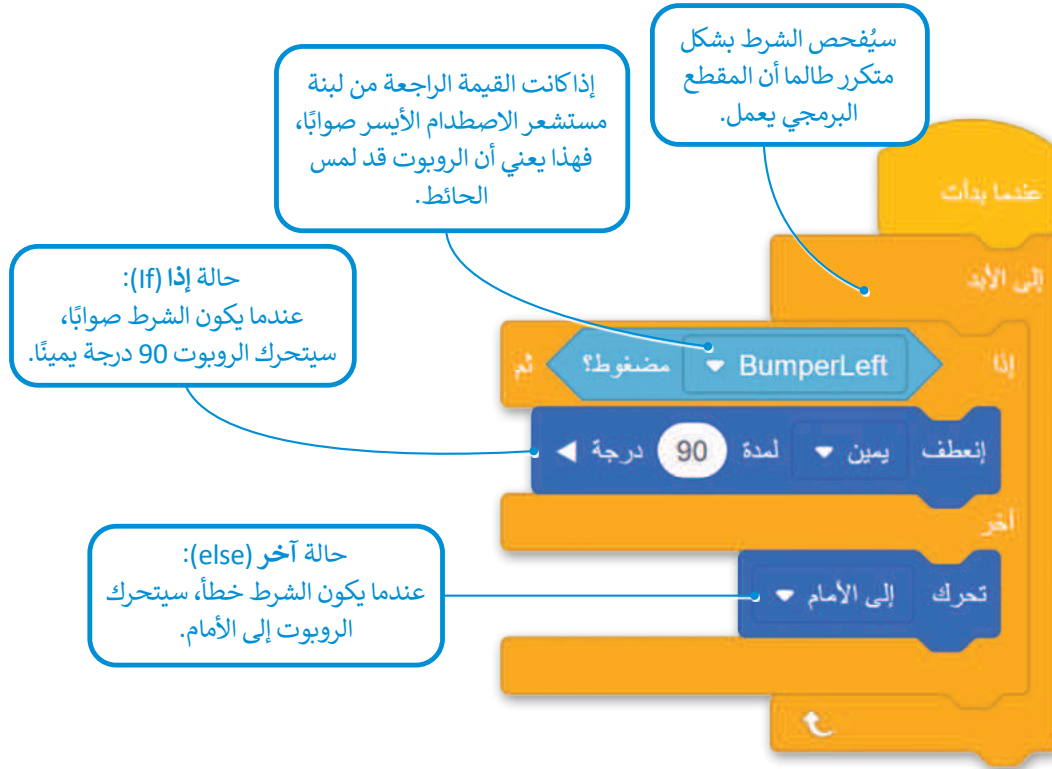 سيُفحص الشرط بشكل
متكرر طالما أن المقطع
البرمجي يعمل.
إذا كانت القيمة الراجعة من لبنة
مستشعر الاصطدام الأيسر صوابًا،
فهذا يعني أن الروبوت قد لمس
الحائط.
حالة إذا (If):
عندما يكون الشرط صوابًا،
سيتحرك الروبوت 90 درجة يمينًا.
حالة آخر (else):
عندما يكون الشرط خطأ، سيتحرك
الروبوت إلى الأمام.
عندما بدأت
إلى الأبد
إذا BumperLeft مضغوط؟ ثم
إنعطف يمين لمدة 90 درجة
آخر
تحرك إلى الأمام